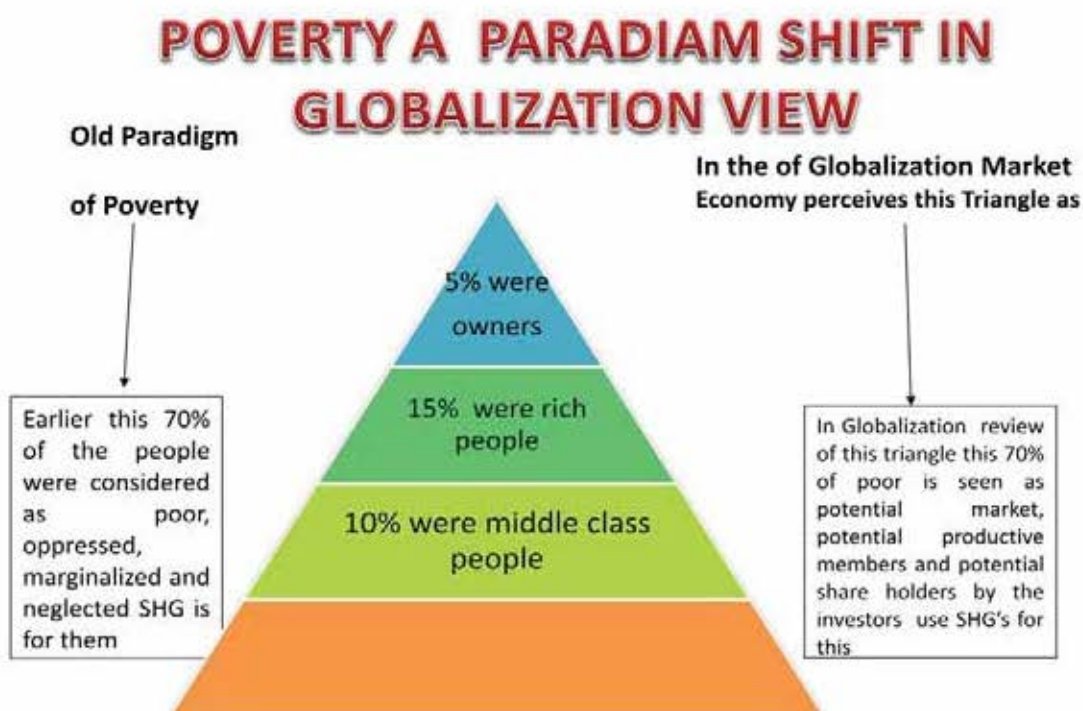 POVERTY A PARADIAM SHIFT IN
GLOBALIZATION VIEW
Old Paradigm
of Poverty
In the of Globalization Market
Economy perceives this Triangle as
5% were
owners
15% were rich
people
10% were middle class
people
Earlier this 70%
of the people
were considered
as poor,
oppressed,
marginalized and
neglected SHG is
for them
In Globalization review
of this triangle this 70%
of poor is seen as
potential market,
potential productive
members and potential
share holders by the
investors use SHG's for
this